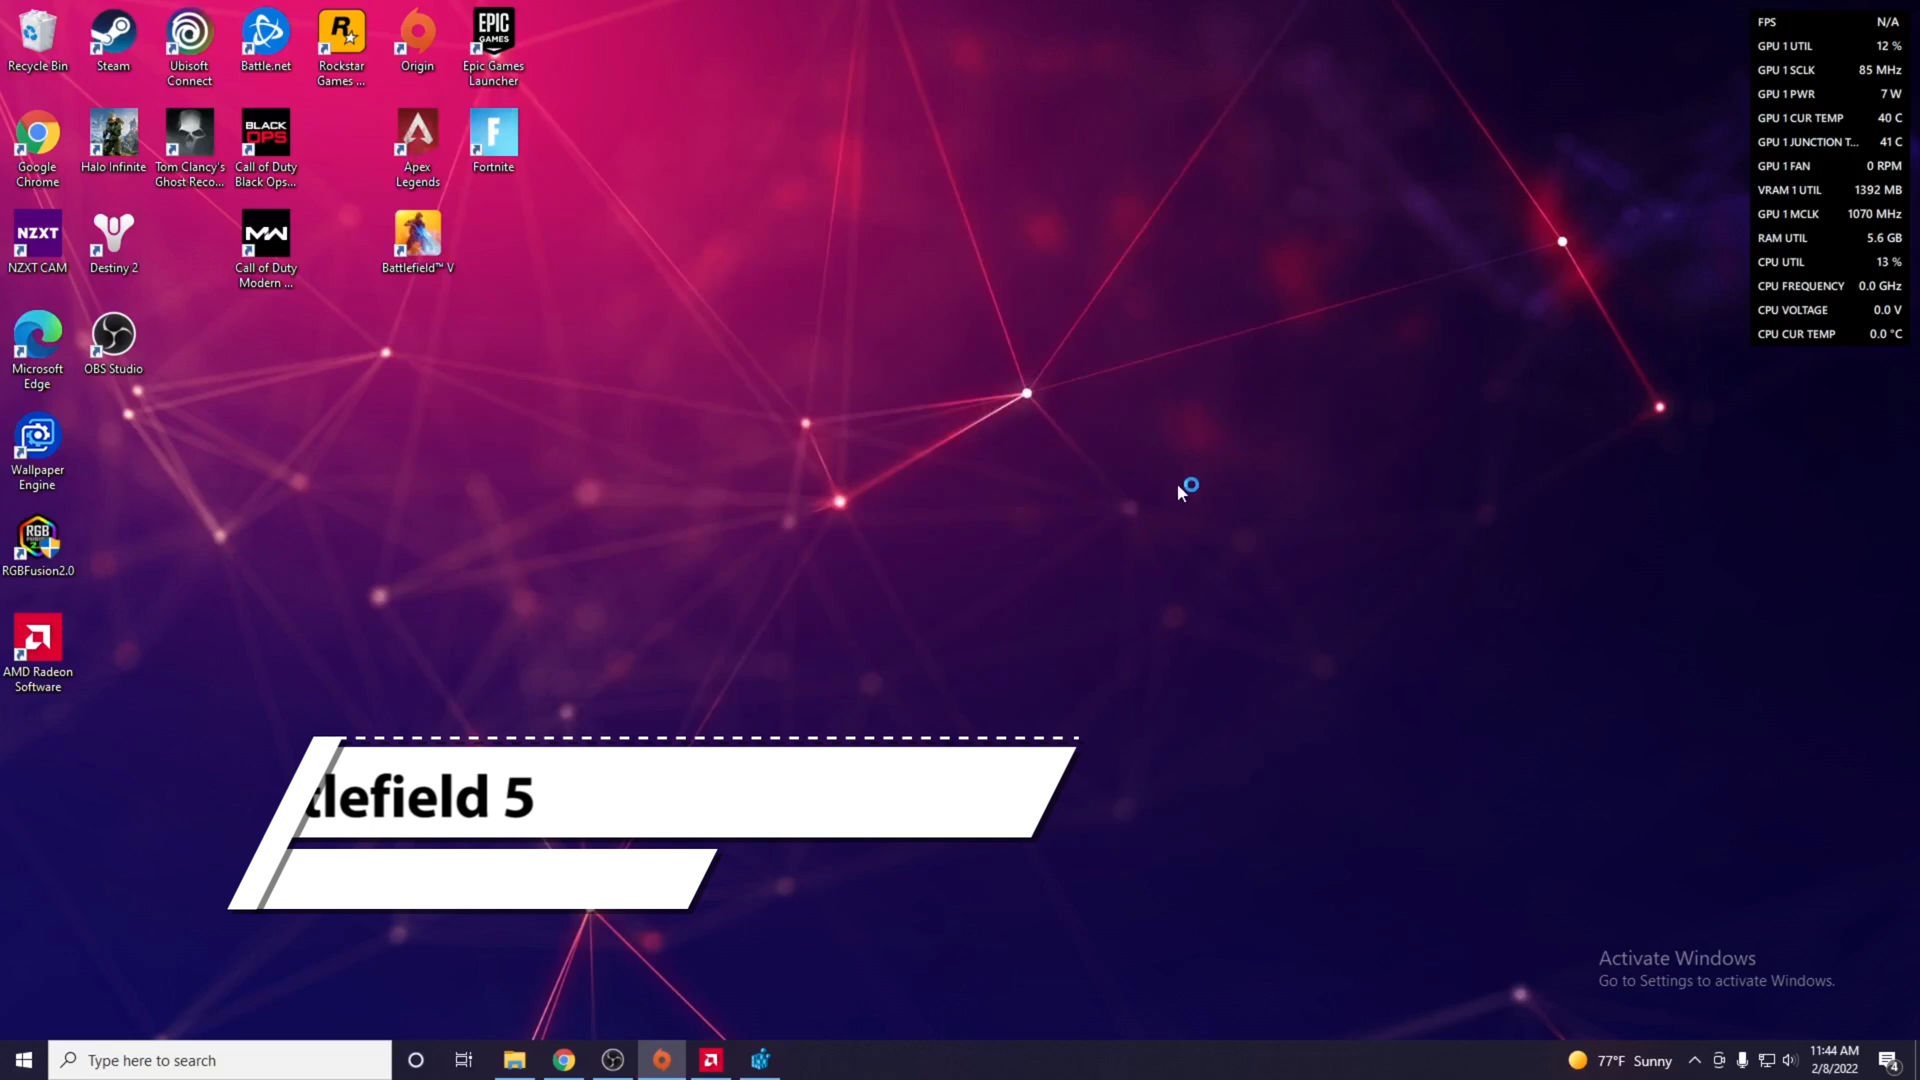 Recycle Bin
Steam
Ubisoft
Connect
Battle.net
Rockstar
Games ...
Origin
EPIC
GAMES
Epic Games
Launcher
Google
Chrome
Halo Infinite
Tom Clancy's
Ghost Reco...
BLACK
OPS
Call of Duty
Black Ops...
Apex
Legends
Fortnite
NZXT
NZXT CAM
Destiny 2
MW
Call of Duty
Modern ...
Battlefield™ V
Microsoft
Edge
OBS Studio
Wallpaper
Engine
RGB
RGBFusion2.0
AMD Radeon
Software
FPS N/A
GPU 1 UTIL 12 %
GPU 1 SCLK 85 MHz
GPU 1 PWR 7 W
GPU 1 CUR TEMP 40 C
GPU 1 JUNCTION T... 41 C
GPU 1 FAN 0 RPM
VRAM 1 UTIL 1392 MB
GPU 1 MCLK 1070 MHz
RAM UTIL 5.6 GB
CPU UTIL 13 %
CPU FREQUENCY 0.0 GHz
CPU VOLTAGE 0.0 V
CPU CUR TEMP 0.0 °C
tlefield 5
Activate Windows
Go to Settings to activate Windows.
Type here to search
77°F Sunny
11:44 AM
2/8/2022
4